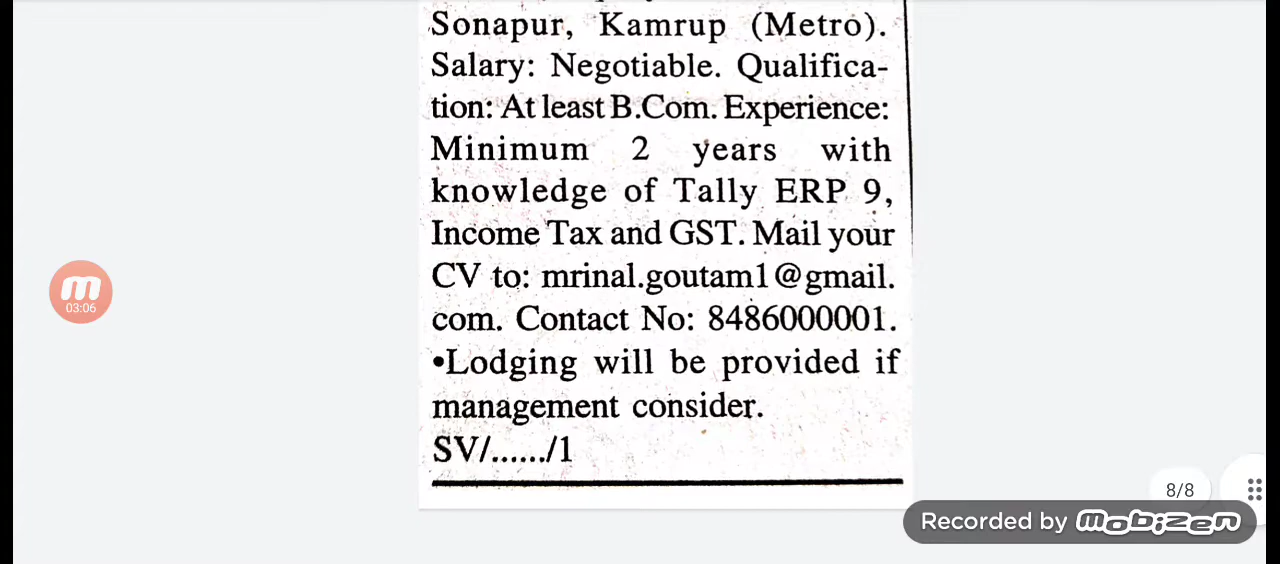 Sonapur, Kamrup (Metro).
Salary: Negotiable. Qualifica-
tion: At least B.Com. Experience:
Minimum 2 years with
knowledge of Tally ERP 9,
Income Tax and GST. Mail your
CV to: mrinal.goutam1@gmail.
com. Contact No: 8486000001.
•Lodging will be provided if
management consider.
SV/....../1
03:06
8/8
Recorded by mobizen